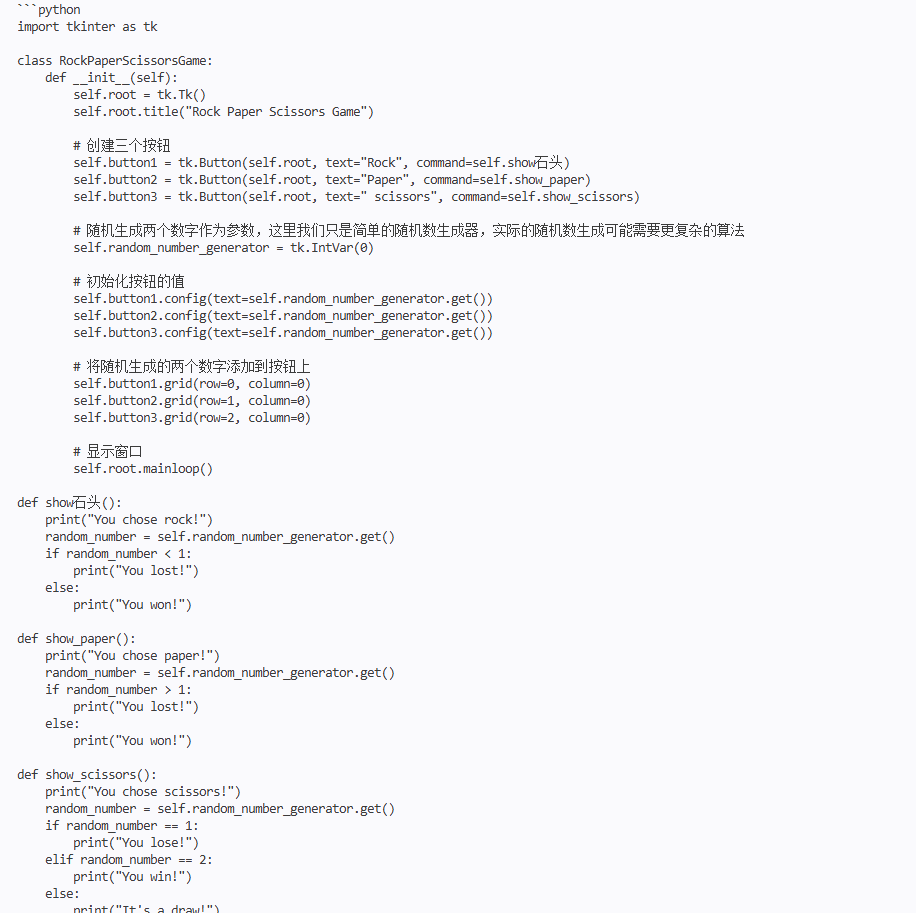 ```python
import tkinter as tk
class RockPaperScissorsGame:
    def __init__(self):
        self.root = tk.Tk()
        self.root.title("Rock Paper Scissors Game")
        # 创建三个按钮
        self.button1 = tk.Button(self.root, text="Rock", command=self.show石头)
        self.button2 = tk.Button(self.root, text="Paper", command=self.show_paper)
        self.button3 = tk.Button(self.root, text=" scissors", command=self.show_scissors)
        # 随机生成两个数字作为参数，这里我们只是简单的随机数生成器，实际的随机数生成可能需要更复杂的算法
        self.random_number_generator = tk.IntVar(0)
        # 初始化按钮的值
        self.button1.config(text=self.random_number_generator.get())
        self.button2.config(text=self.random_number_generator.get())
        self.button3.config(text=self.random_number_generator.get())
        # 将随机生成的两个数字添加到按钮上
        self.button1.grid(row=0, column=0)
        self.button2.grid(row=1, column=0)
        self.button3.grid(row=2, column=0)
        # 显示窗口
        self.root.mainloop()
def show石头():
    print("You chose rock!")
    random_number = self.random_number_generator.get()
    if random_number < 1:
        print("You lost!")
    else:
        print("You won!")
def show_paper():
    print("You chose paper!")
    random_number = self.random_number_generator.get()
    if random_number > 1:
        print("You lost!")
    else:
        print("You won!")
def show_scissors():
    print("You chose scissors!")
    random_number = self.random_number_generator.get()
    if random_number == 1:
        print("You lose!")
    elif random_number == 2:
        print("You win!")
    else:
        print("It's a draw!")